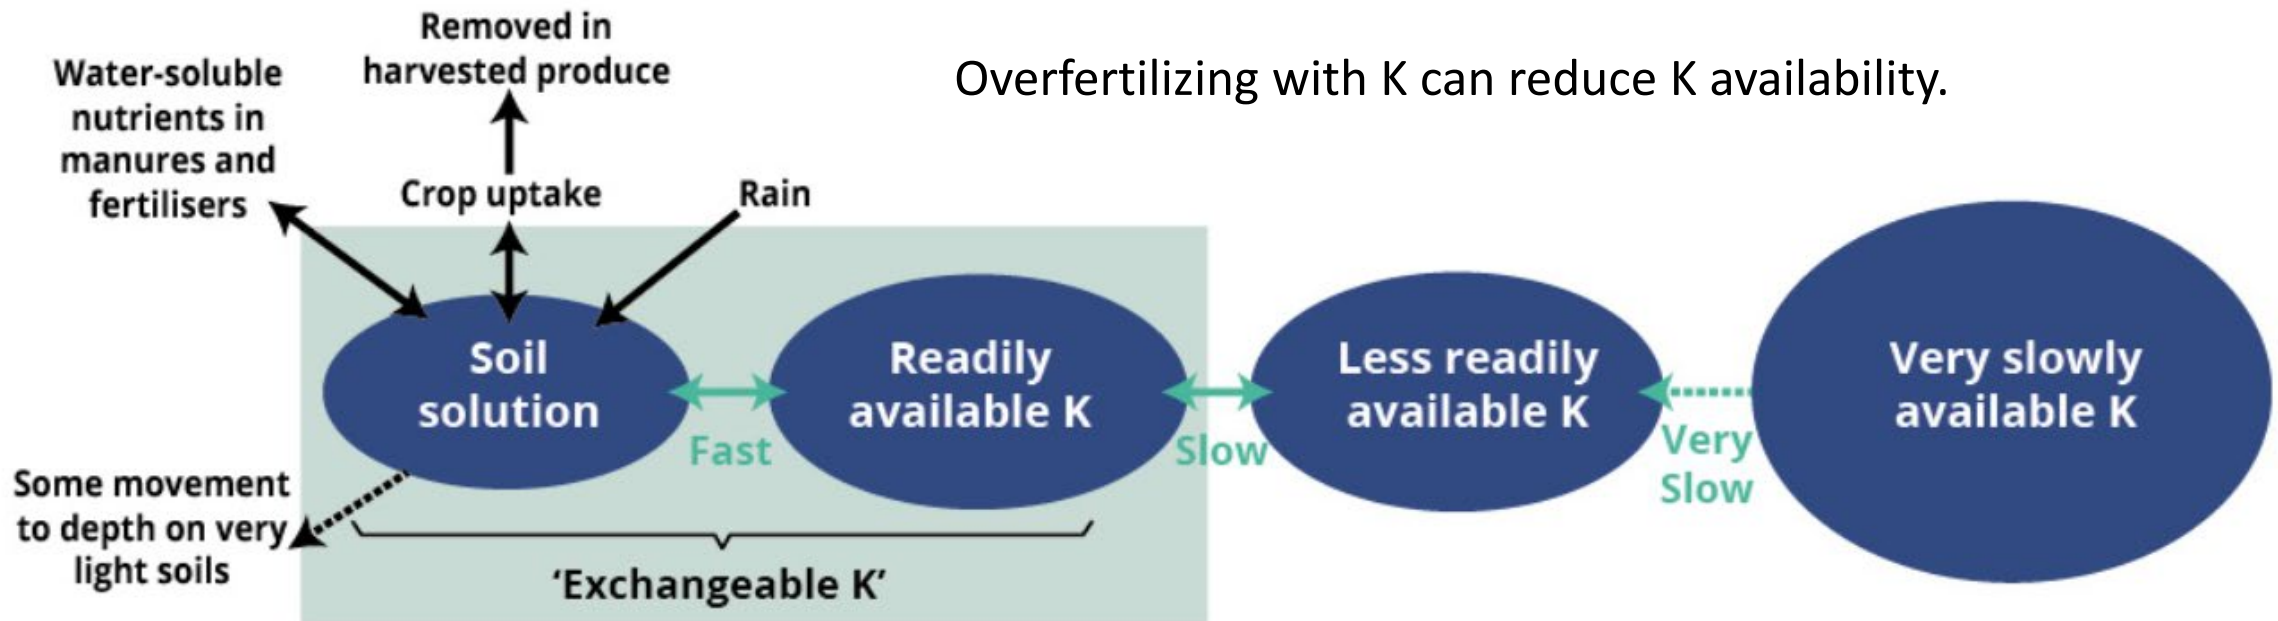 Removed in
harvested produce
Water-soluble
nutrients in
manures and
fertilisers
Crop uptake
Rain
Overfertilizing with K can reduce K availability.
Soil
solution
Fast
Readily
available K
Slow
Less readily
available K
Very
Slow
Very slowly
available K
Some movement
to depth on very
light soils
‘Exchangeable K’